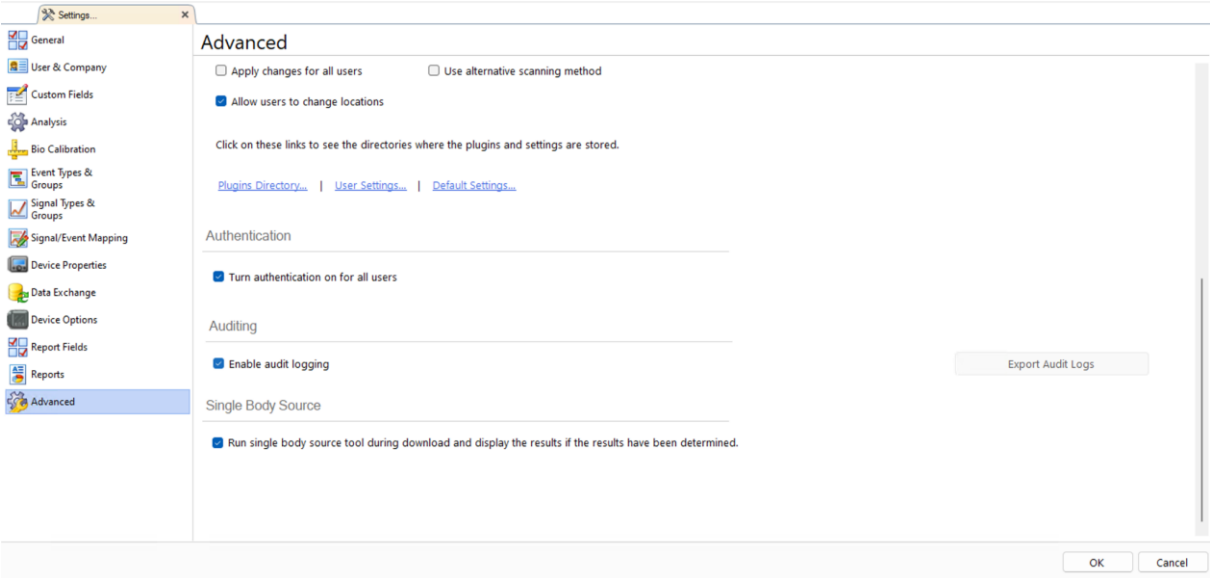 Settings...
General
User & Company
Custom Fields
Analysis
Bio Calibration
Event Types &
Groups
Signal Types &
Groups
Signal/Event Mapping
Device Properties
Data Exchange
Device Options
Report Fields
Reports
Advanced
Advanced
Apply changes for all users
Use alternative scanning method
Allow users to change locations
Click on these links to see the directories where the plugins and settings are stored.
Plugins Directory... | User Settings... | Default Settings...
Authentication
Turn authentication on for all users
Auditing
Enable audit logging
Export Audit Logs
Single Body Source
Run single body source tool during download and display the results if the results have been determined.
OK
Cancel